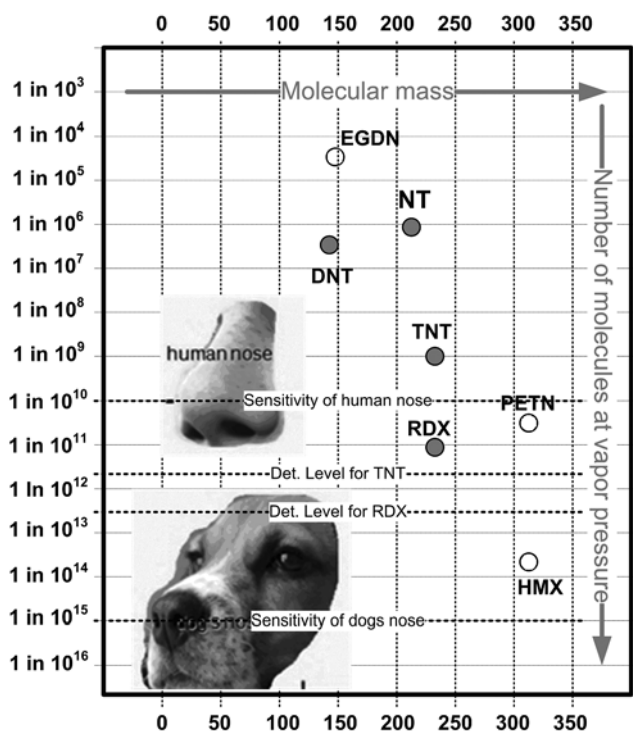 0 50 100 150 200 250 300 350
1 in 10³
Molecular mass
1 in 10⁴
EGDN
1 in 10⁵
NT
1 in 10⁶
DNT
1 in 10⁷
1 in 10⁸
TNT
human nose
1 in 10⁹
1 in 10¹⁰
Sensitivity of human nose
PETN
RDX
1 in 10¹¹
Det. Level for TNT
1 In 10¹²
Det. Level for RDX
1 in 10¹³
1 in 10¹⁴
HMX
1 in 10¹⁵
Sensitivity of dogs nose
1 in 10¹⁶
Number of molecules at vapor pressure
0 50 100 150 200 250 300 350